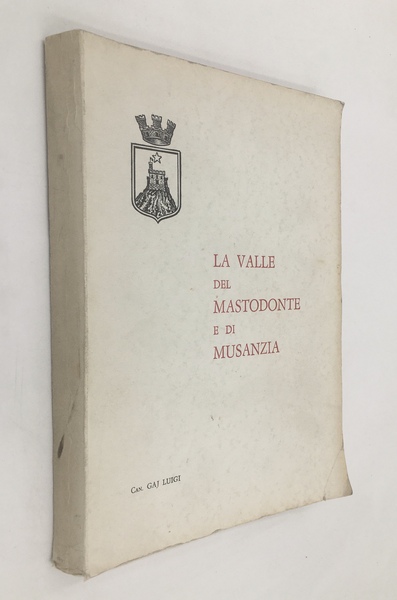 LA VALLE
DEL
MASTODONTE
E DI
MUSANZIA
Can. GAJ LUIGI